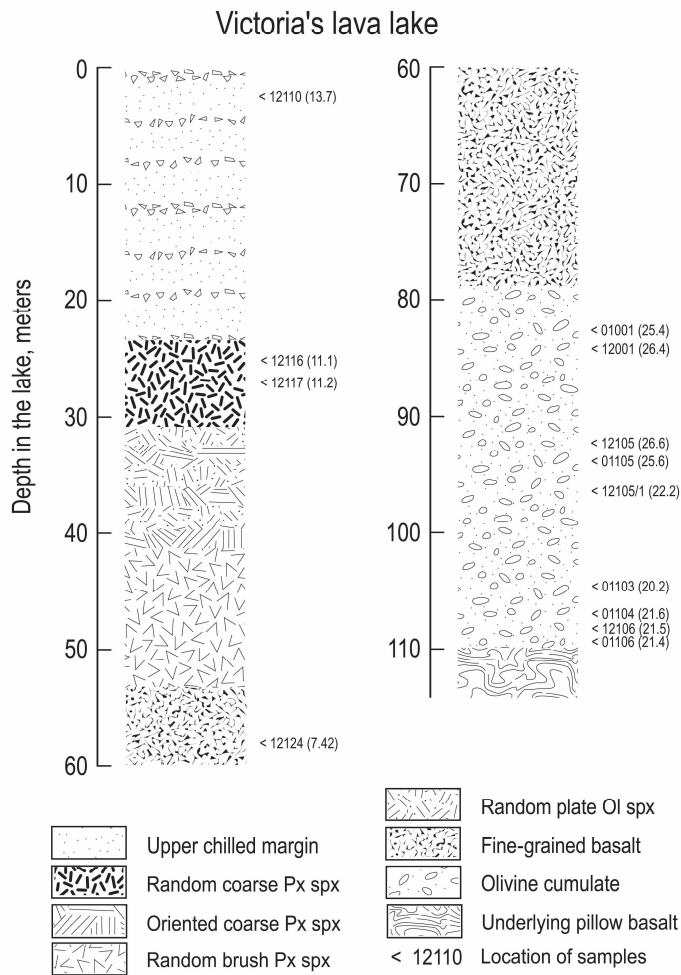 Victoria's lava lake
Depth in the lake, meters
0
10
20
30
40
50
60
< 12110 (13.7)
< 12116 (11.1)
< 12117 (11.2)
< 12124 (7.42)
60
70
80
90
100
110
< 01001 (25.4)
< 12001 (26.4)
< 12105 (26.6)
< 01105 (25.6)
< 12105/1 (22.2)
< 01103 (20.2)
< 01104 (21.6)
< 12106 (21.5)
< 01106 (21.4)
Upper chilled margin
Random coarse Px spx
Oriented coarse Px spx
Random brush Px spx
Random plate Ol spx
Fine-grained basalt
Olivine cumulate
Underlying pillow basalt
< 12110 Location of samples